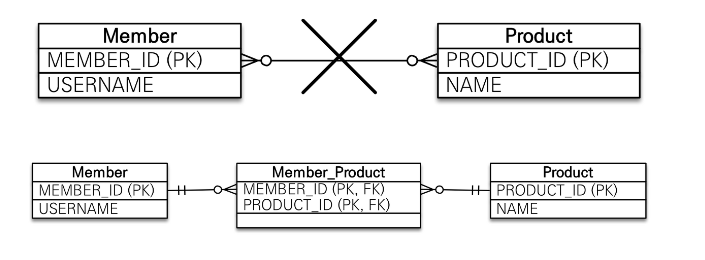 Member
MEMBER_ID (PK)
USERNAME
Product
PRODUCT_ID (PK)
NAME
Member
MEMBER_ID (PK)
USERNAME
Member_Product
MEMBER_ID (PK, FK)
PRODUCT_ID (PK, FK)
Product
PRODUCT_ID (PK)
NAME